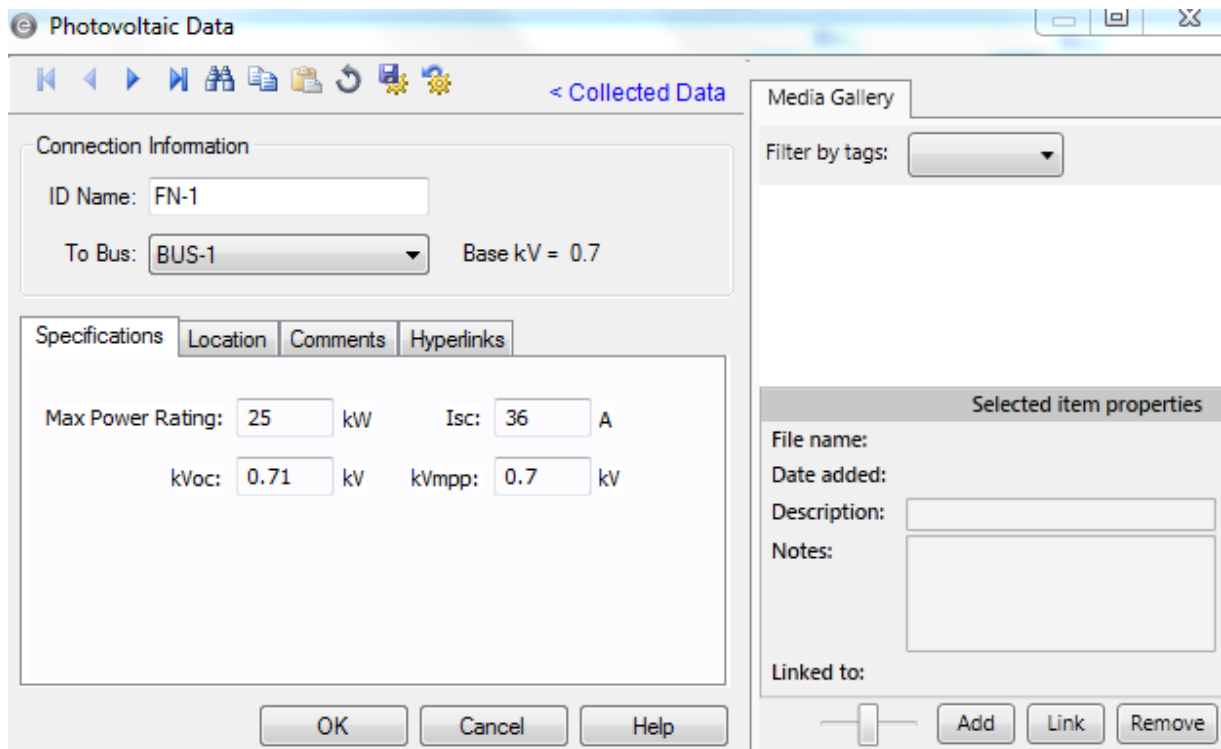 Photovoltaic Data
< Collected Data
Connection Information
ID Name: FN-1
To Bus: BUS-1 Base kV = 0.7
Specifications Location Comments Hyperlinks
Max Power Rating: 25 kW Isc: 36 A
kVoc: 0.71 kV kVmpp: 0.7 kV
OK Cancel Help
Media Gallery
Filter by tags:
Selected item properties
File name:
Date added:
Description:
Notes:
Linked to:
Add Link Remove